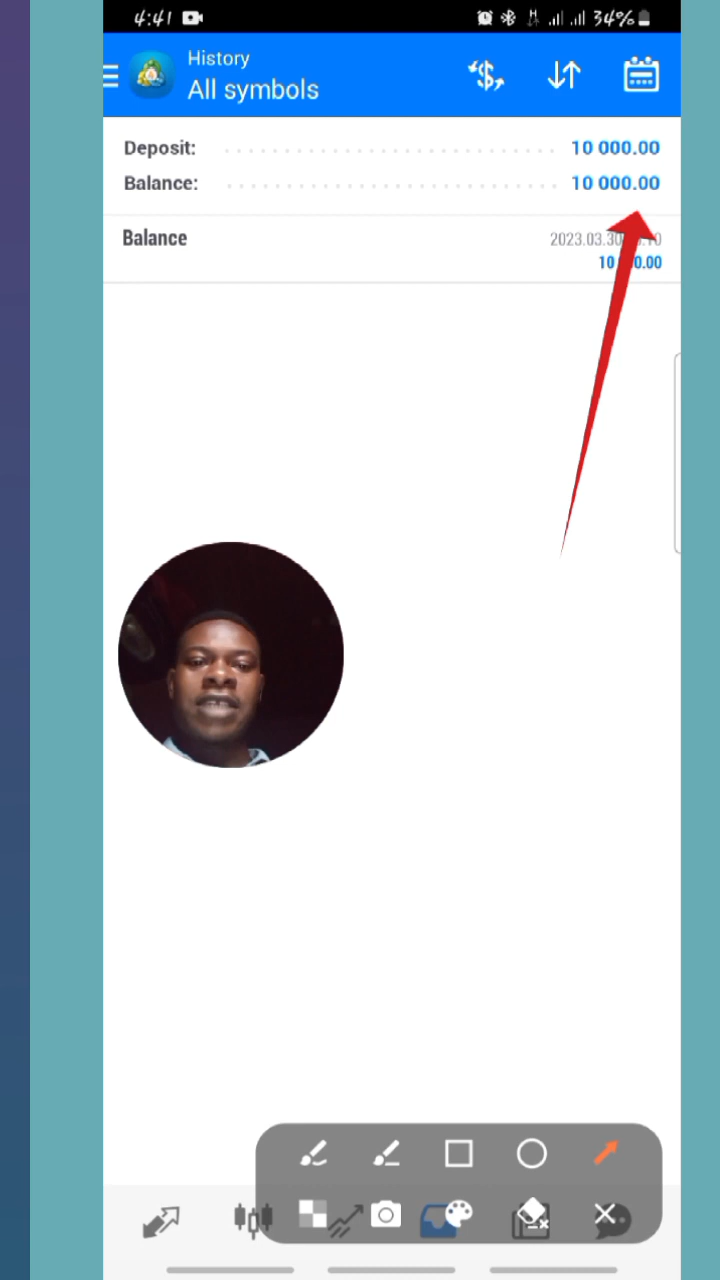 4:41 34%
History
All symbols
Deposit: 10 000.00
Balance: 10 000.00
Balance